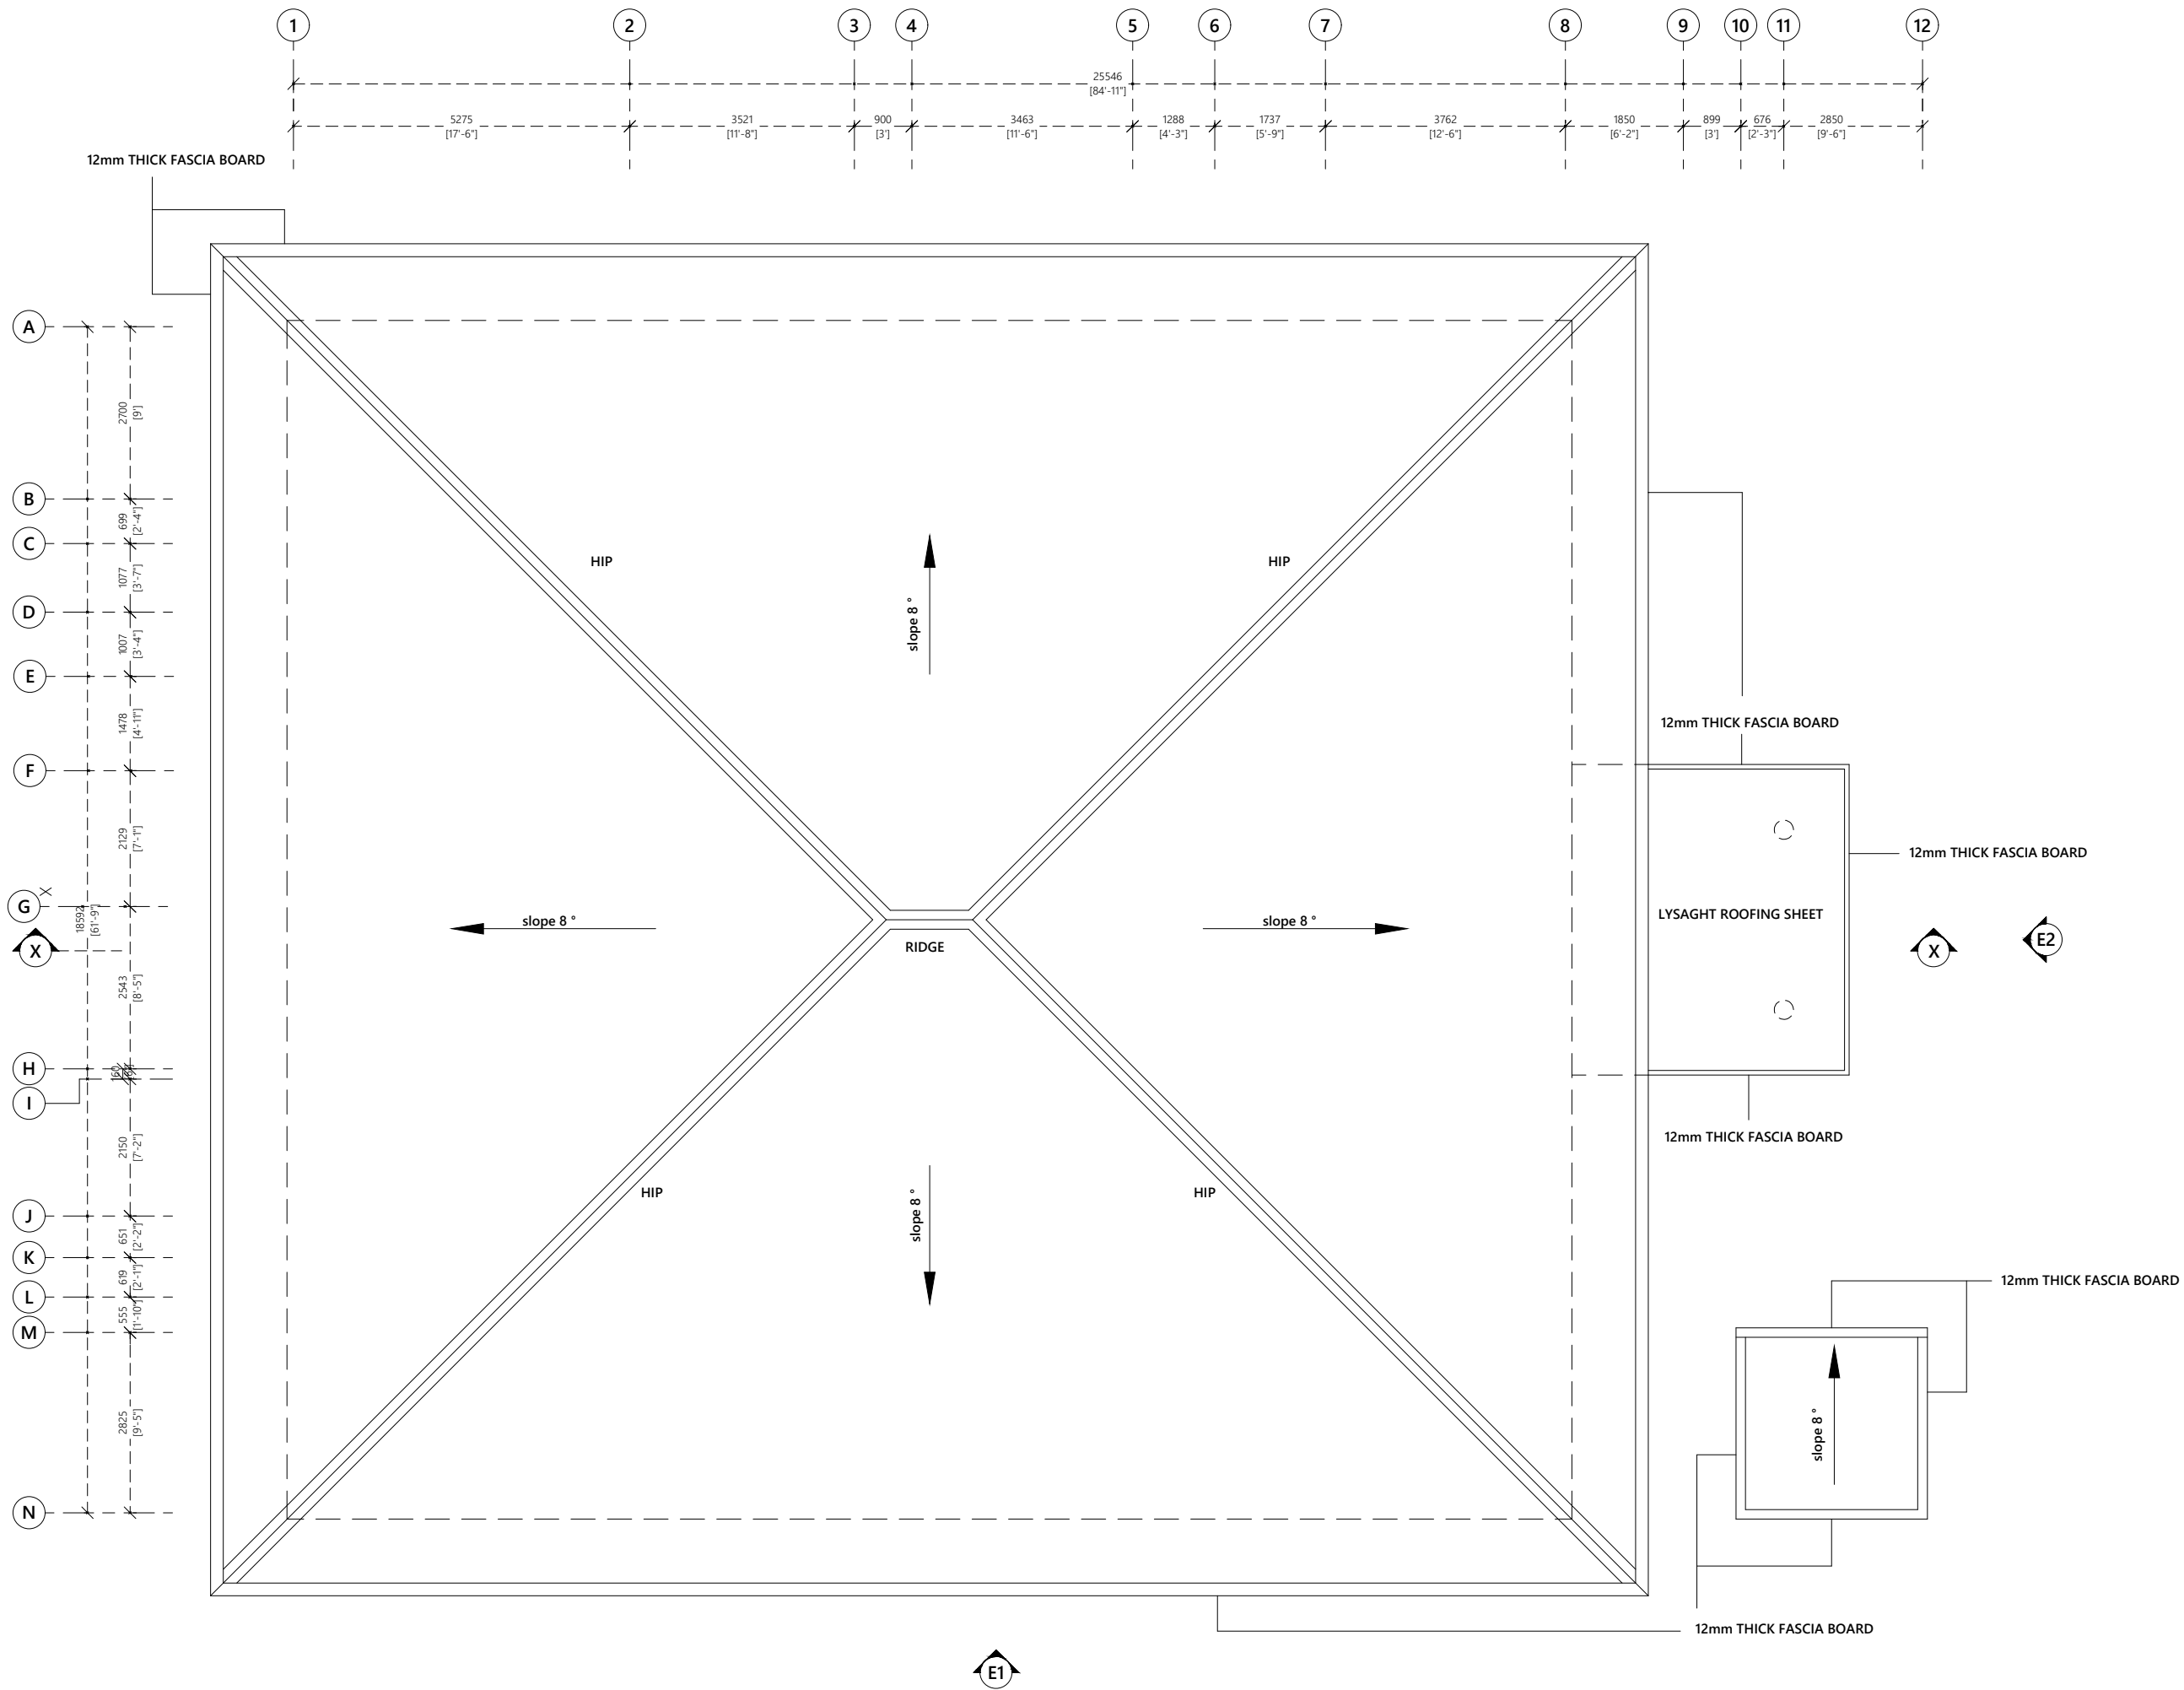 1 2 3 4 5 6 7 8 9 10 11 12
25546
[84'-11"]
5275 3521 900 3463 1288 1737 3762 1850 899 676 2850
[17'-6"] [11'-8"] [3'] [11'-6"] [4'-3"] [5'-9"] [12'-6"] [6'-2"] [3'] [2'-3"] [9'-6"]
12mm THICK FASCIA BOARD
A
2700
[9']
B
699
[2'-4"]
C
1077
[3'-7"]
D
1007
[3'-4"]
E
1478
[4'-11"]
F
2129
[7'-1"]
G
X
18592
[61'-9"]
X
2543
[8'-5"]
H
160
I
2150
[7'-2"]
J
651
[2'-2"]
K
619
[2'-1"]
L
555
[1'-10"]
M
2825
[9'-5"]
N
HIP
HIP
slope 8 °
slope 8 °
slope 8 °
RIDGE
HIP
HIP
slope 8 °
12mm THICK FASCIA BOARD
12mm THICK FASCIA BOARD
LYSAGHT ROOFING SHEET
X
E2
12mm THICK FASCIA BOARD
12mm THICK FASCIA BOARD
slope 8 °
12mm THICK FASCIA BOARD
E1